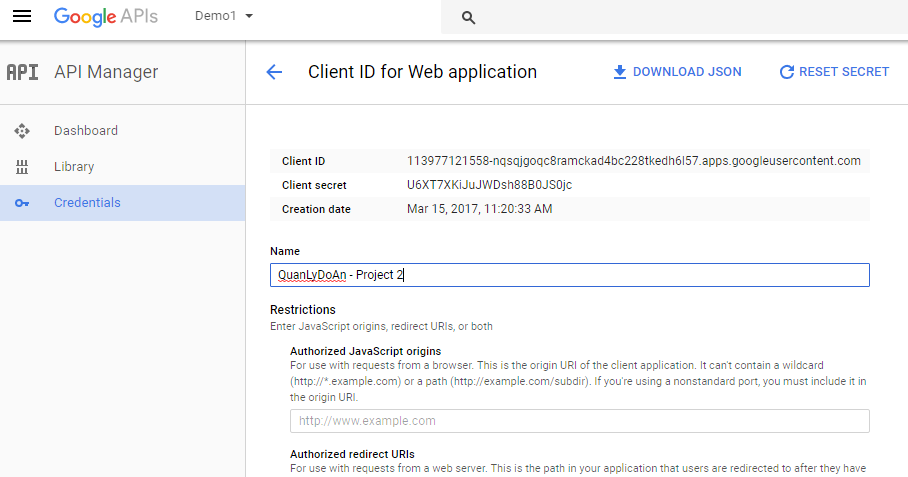 Google APIs
Demo1
API
API Manager
Client ID for Web application
DOWNLOAD JSON
RESET SECRET
Dashboard
Library
Credentials
Client ID 113977121558-nqsqjgoqc8ramckad4bc228tkedh6l57.apps.googleusercontent.com
Client secret U6XT7XKiJuJWDsh88B0JS0jc
Creation date Mar 15, 2017, 11:20:33 AM
Name
QuanLyDoAn - Project 2
Restrictions
Enter JavaScript origins, redirect URIs, or both
Authorized JavaScript origins
For use with requests from a browser. This is the origin URI of the client application. It can't contain a wildcard
(http://*.example.com) or a path (http://example.com/subdir). If you're using a nonstandard port, you must include it in
the origin URI.
http://www.example.com
Authorized redirect URIs
For use with requests from a web server. This is the path in your application that users are redirected to after they have